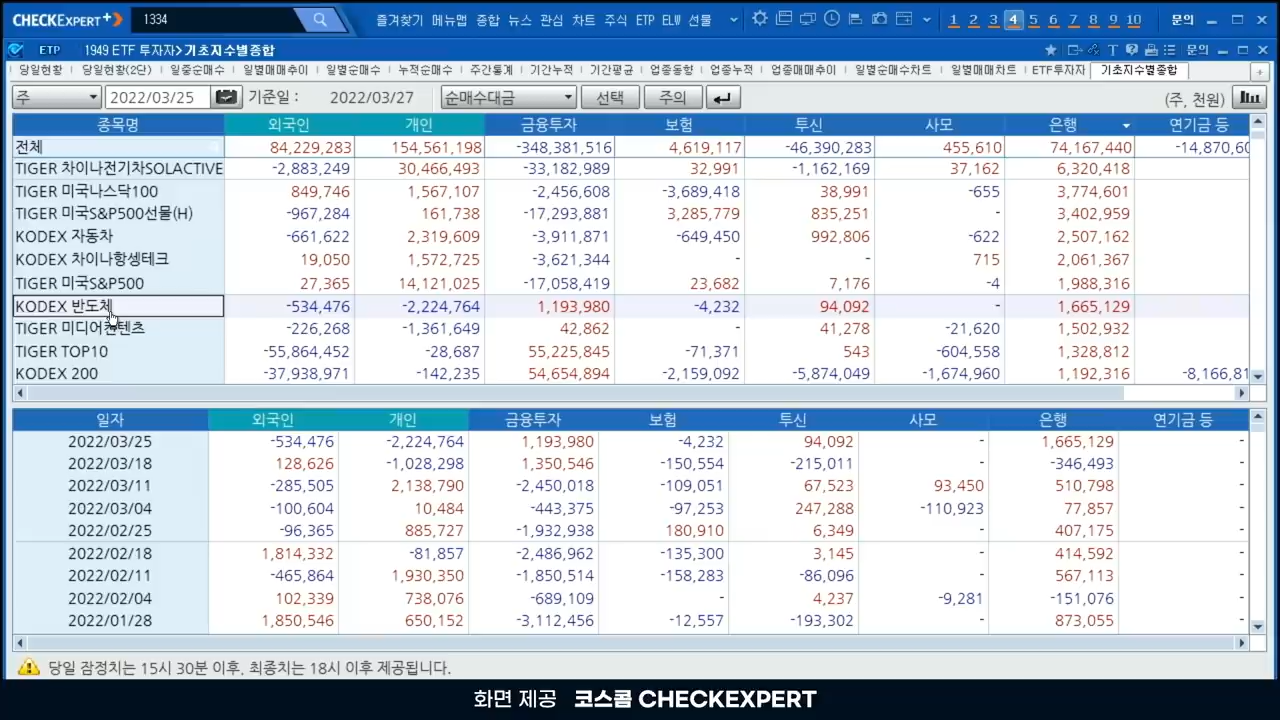 CHECKEXPERT+ 1334 즐겨찾기 메뉴맵 종합 뉴스 관심 차트 주식 ETP ELW 선물 1 2 3 4 5 6 7 8 9 10 문의
ETP 1949 ETF 투자자>기초지수별종합 문의
당일현황 당일현황(2단) 일중순매수 일별매매추이 일별순매수 누적순매수 주간통계 기간누적 기간평균 업종동향 업종누적 업종매매추이 일별순매수차트 일별매매차트 ETF투자자 기초지수별종합
주 2022/03/25 기준일 : 2022/03/27 순매수대금 선택 주의 (주, 천원)
종목명 외국인 개인 금융투자 보험 투신 사모 은행 연기금 등
전체 84,229,283 154,561,198 -348,381,516 4,619,117 -46,390,283 455,610 74,167,440 -14,870,60
TIGER 차이나전기차SOLACTIVE -2,883,249 30,466,493 -33,182,989 32,991 -1,162,169 37,162 6,320,418
TIGER 미국나스닥100 849,746 1,567,107 -2,456,608 -3,689,418 38,991 -655 3,774,601
TIGER 미국S&P500선물(H) -967,284 161,738 -17,293,881 3,285,779 835,251 - 3,402,959
KODEX 자동차 -661,622 2,319,609 -3,911,871 -649,450 992,806 -622 2,507,162
KODEX 차이나항셍테크 19,050 1,572,725 -3,621,344 - - 715 2,061,367
TIGER 미국S&P500 27,365 14,121,025 -17,058,419 23,682 7,176 -4 1,988,316
KODEX 반도체 -534,476 -2,224,764 1,193,980 -4,232 94,092 - 1,665,129
TIGER 미디어컨텐츠 -226,268 -1,361,649 42,862 - 41,278 -21,620 1,502,932
TIGER TOP10 -55,864,452 -28,687 55,225,845 -71,371 543 -604,558 1,328,812
KODEX 200 -37,938,971 -142,235 54,654,894 -2,159,092 -5,874,049 -1,674,960 1,192,316 -8,166,81
일자 외국인 개인 금융투자 보험 투신 사모 은행 연기금 등
2022/03/25 -534,476 -2,224,764 1,193,980 -4,232 94,092 - 1,665,129 -
2022/03/18 128,626 -1,028,298 1,350,546 -150,554 -215,011 - -346,493 -
2022/03/11 -285,505 2,138,790 -2,450,018 -109,051 67,523 93,450 510,798 -
2022/03/04 -100,604 10,484 -443,375 -97,253 247,288 -110,923 77,857 -
2022/02/25 -96,365 885,727 -1,932,938 180,910 6,349 - 407,175 -
2022/02/18 1,814,332 -81,857 -2,486,962 -135,300 3,145 - 414,592 -
2022/02/11 -465,864 1,930,350 -1,850,514 -158,283 -86,096 - 567,113 -
2022/02/04 102,339 738,076 -689,109 - 4,237 -9,281 -151,076 -
2022/01/28 1,850,546 650,152 -3,112,456 -12,557 -193,302 - 873,055 -
당일 잠정치는 15시 30분 이후, 최종치는 18시 이후 제공됩니다.
화면 제공 코스콤 CHECKEXPERT